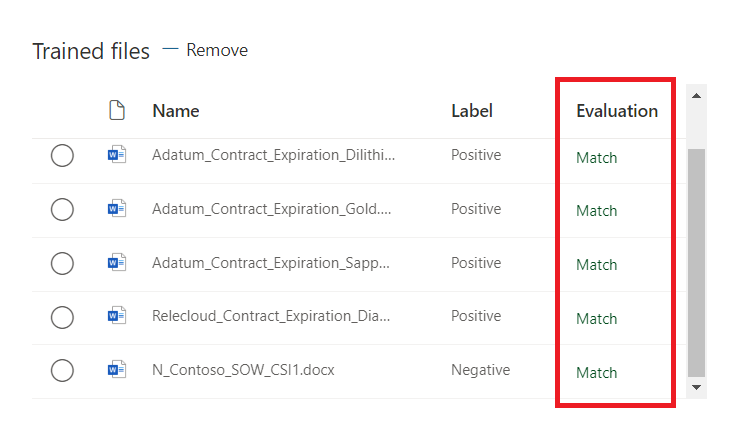 Trained files — Remove
Name Label Evaluation
Adatum_Contract_Expiration_Dilithi... Positive Match
Adatum_Contract_Expiration_Gold.... Positive Match
Adatum_Contract_Expiration_Sapp... Positive Match
Relecloud_Contract_Expiration_Dia... Positive Match
N_Contoso_SOW_CSI1.docx Negative Match